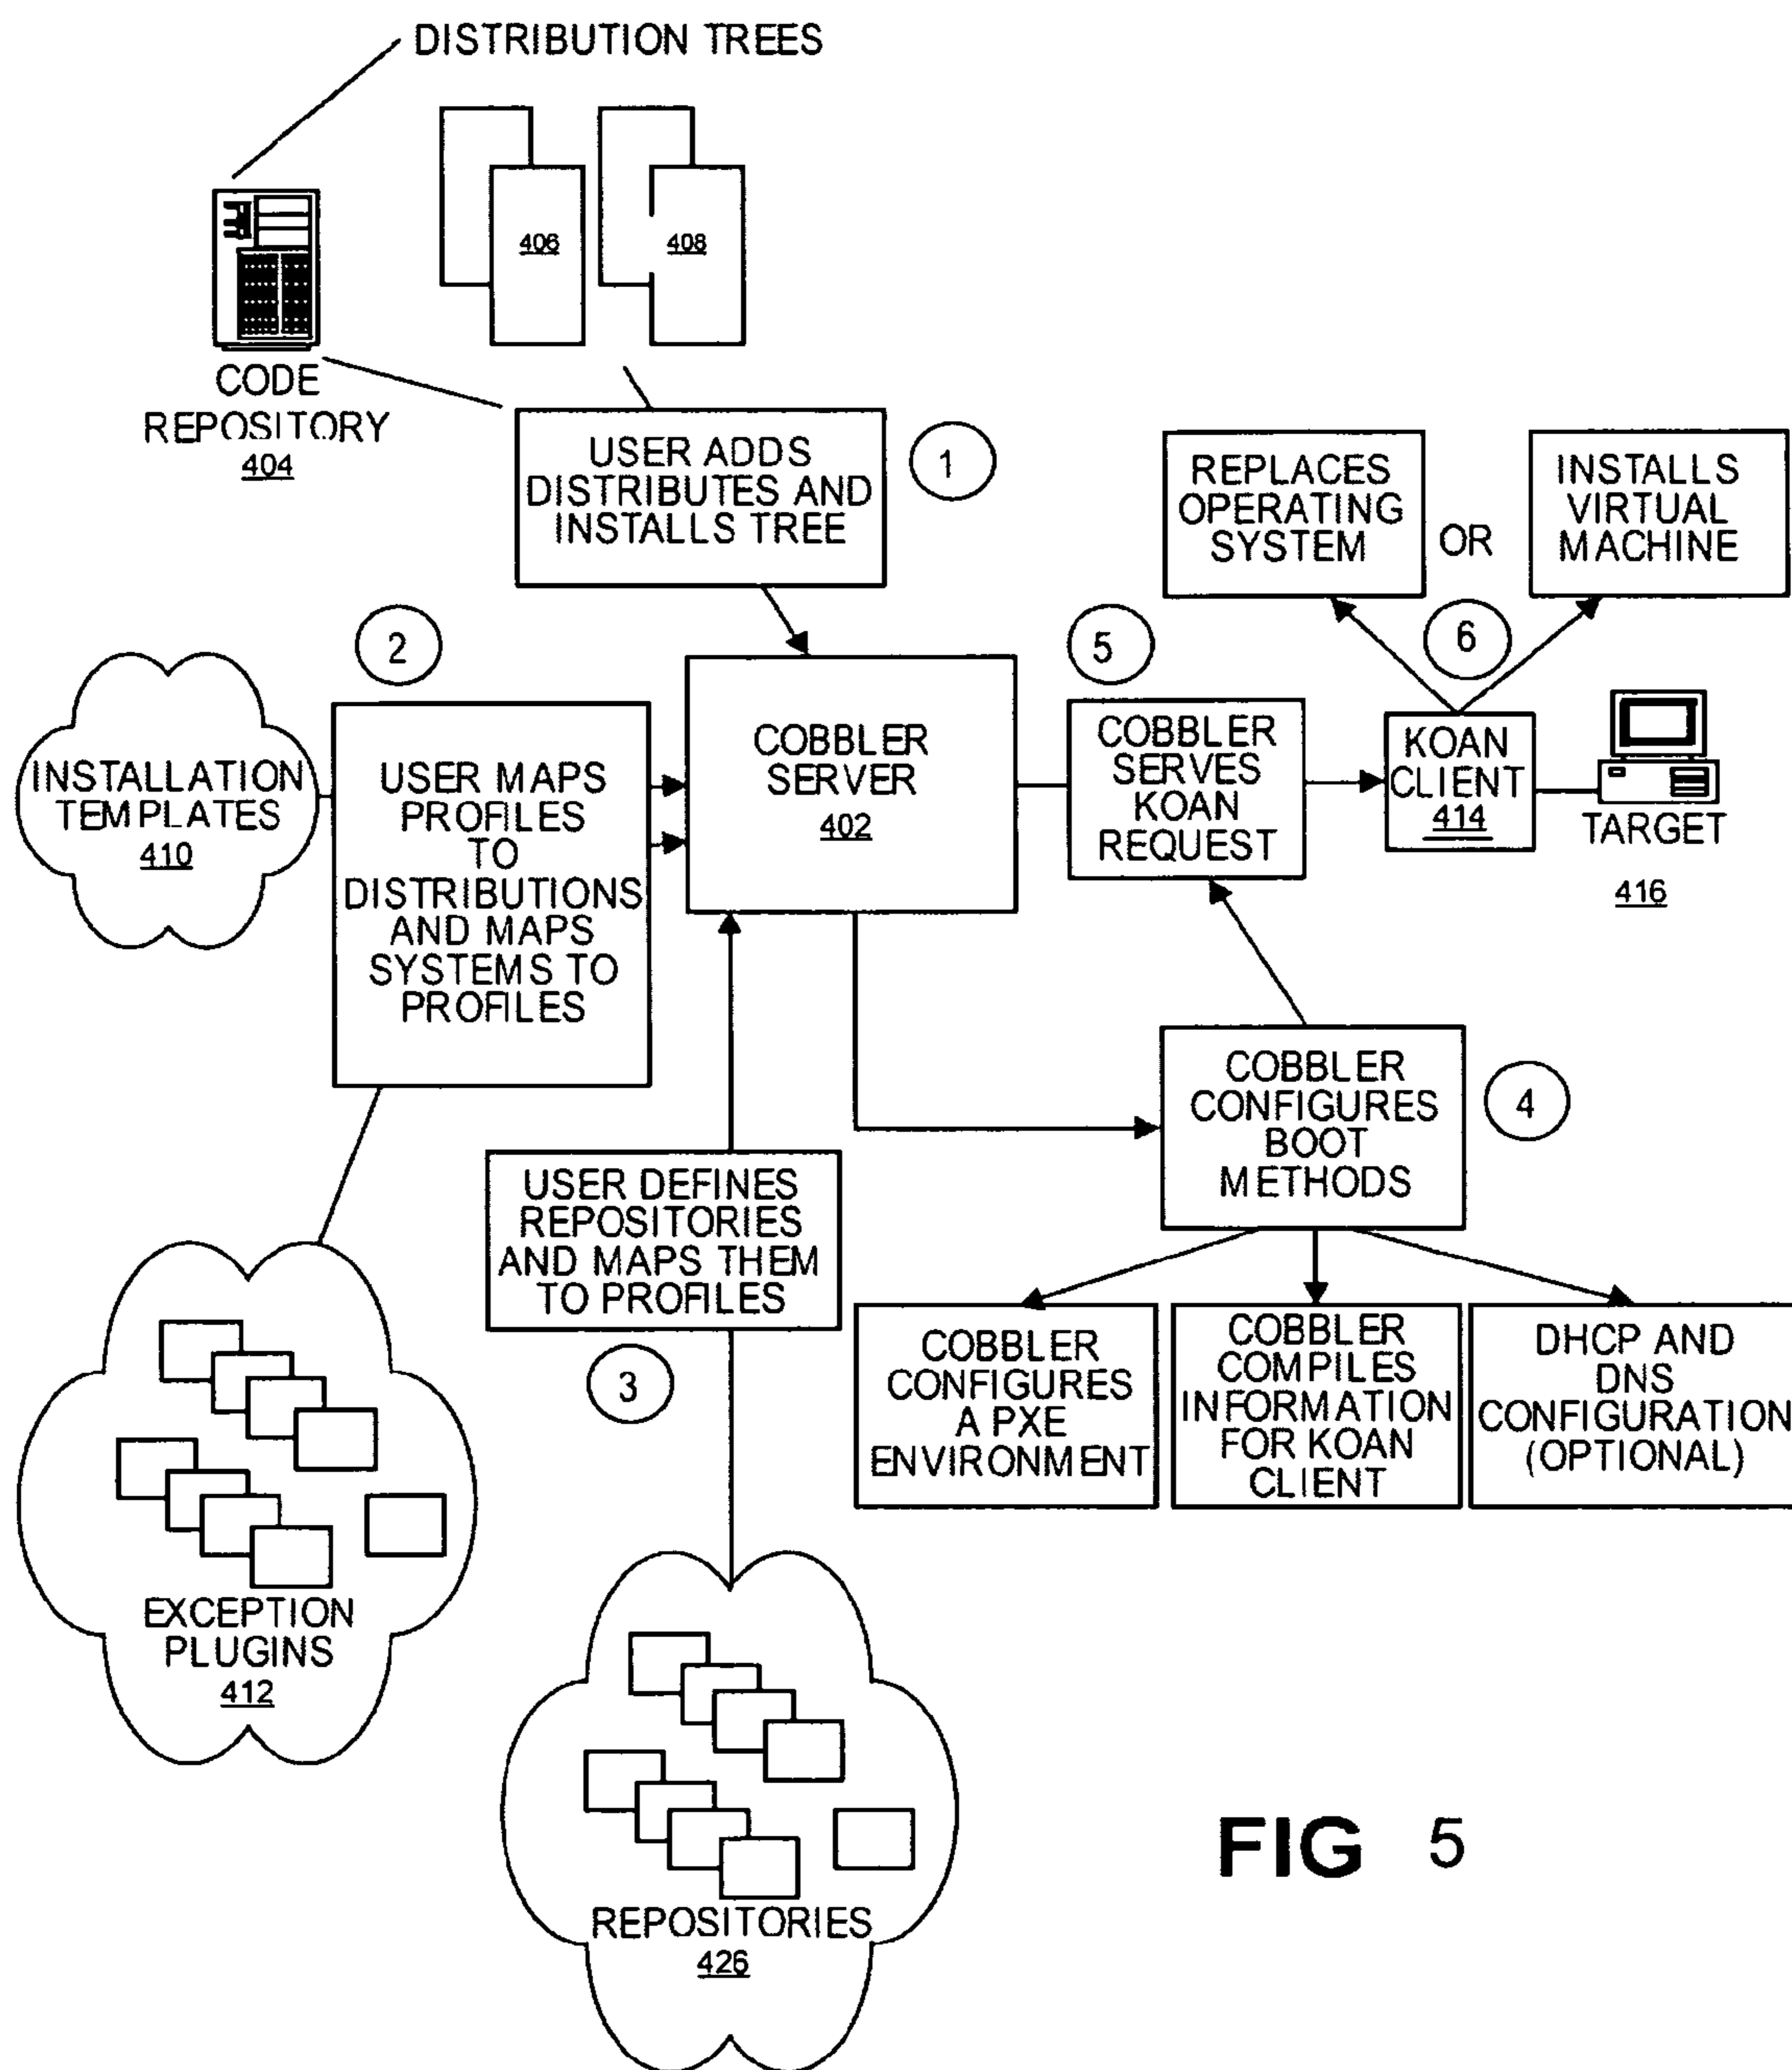 DISTRIBUTION TREES
406
408
CODE
REPOSITORY
404
USER ADDS
DISTRIBUTES AND
INSTALLS TREE
1
REPLACES
OPERATING
SYSTEM
OR
INSTALLS
VIRTUAL
MACHINE
2
5
6
INSTALLATION
TEMPLATES
410
USER MAPS
PROFILES
TO
DISTRIBUTIONS
AND MAPS
SYSTEMS TO
PROFILES
COBBLER
SERVER
402
COBBLER
SERVES
KOAN
REQUEST
KOAN
CLIENT
414
TARGET
416
COBBLER
CONFIGURES
BOOT
METHODS
4
USER DEFINES
REPOSITORIES
AND MAPS THEM
TO PROFILES
3
COBBLER
CONFIGURES
A PXE
ENVIRONMENT
COBBLER
COMPILES
INFORMATION
FOR KOAN
CLIENT
DHCP AND
DNS
CONFIGURATION
(OPTIONAL)
EXCEPTION
PLUGINS
412
REPOSITORIES
426
FIG 5